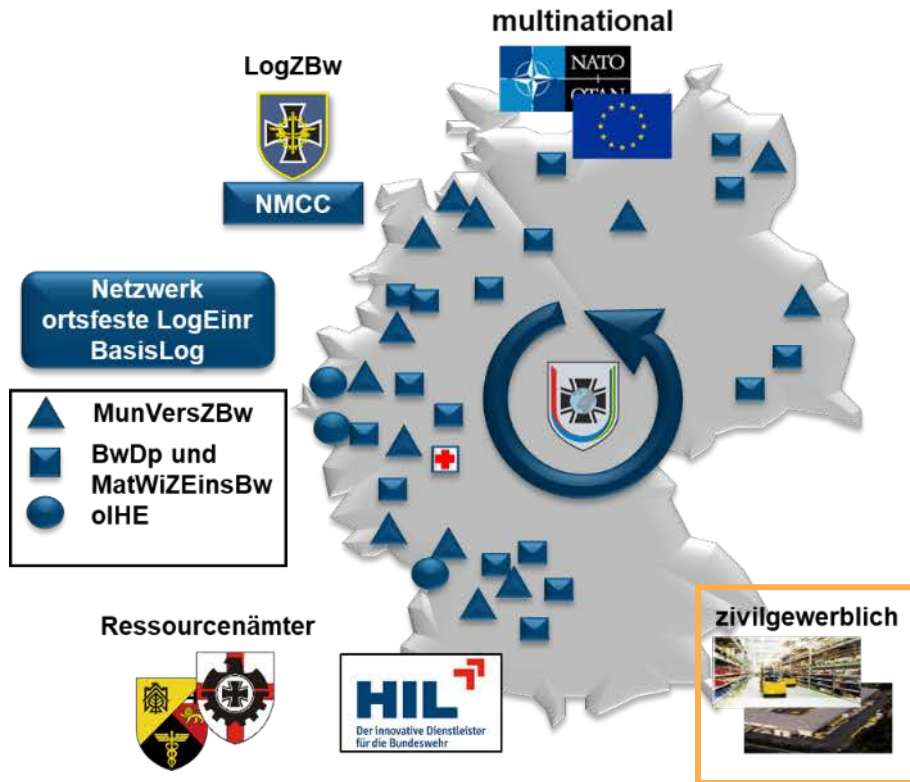 multinational
NATO
OTAN
LogZBw
NMCC
Netzwerk
ortsfeste LogEinr
BasisLog
MunVersZBw
BwDp und
MatWiZEinsBw
oIHE
Ressourcenämter
HIL
Der innovative Dienstleister
für die Bundeswehr
zivilgewerblich